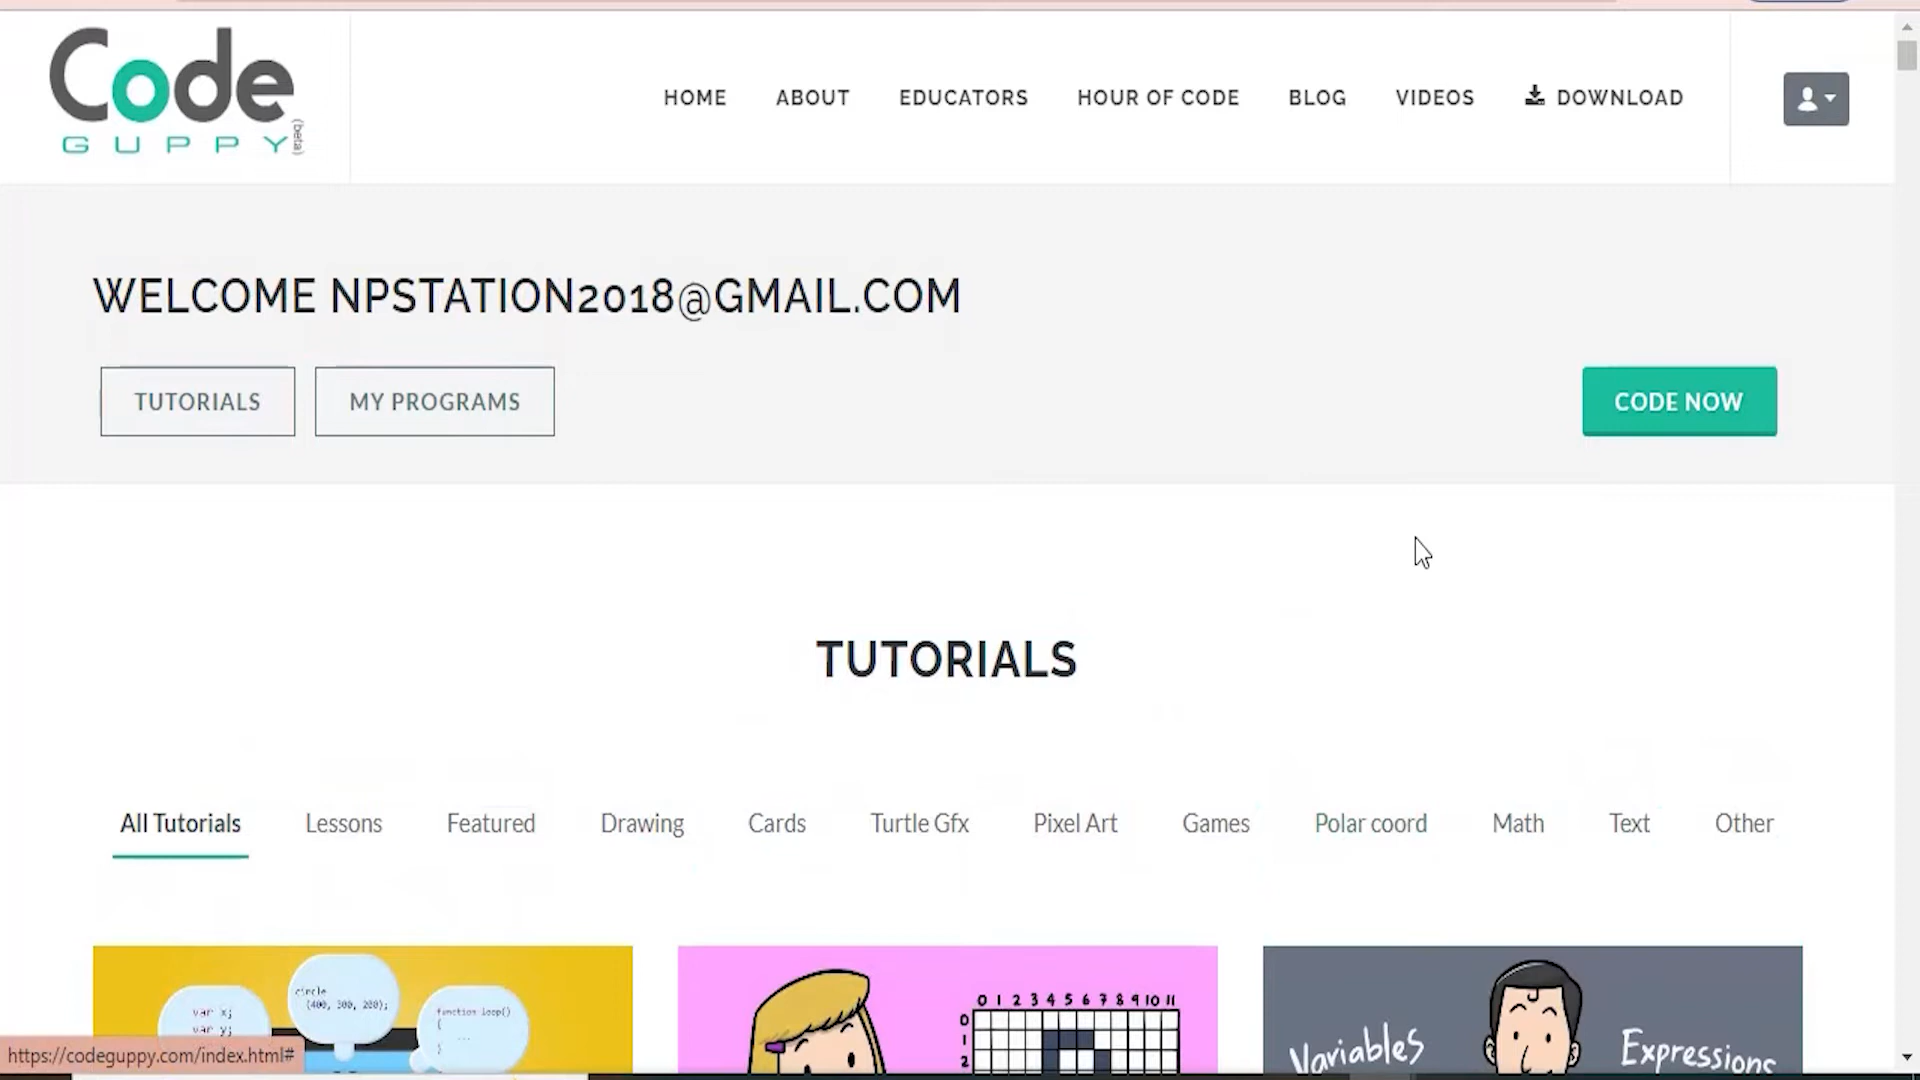 Code
GUPPY (beta)
HOME ABOUT EDUCATORS HOUR OF CODE BLOG VIDEOS DOWNLOAD
WELCOME NPSTATION2018@GMAIL.COM
TUTORIALS MY PROGRAMS CODE NOW
TUTORIALS
All Tutorials Lessons Featured Drawing Cards Turtle Gfx Pixel Art Games Polar coord Math Text Other
circle
(400, 300, 200);
var x;
var y;
function loop()
{
...
}
0 1 2 3 4 5 6 7 8 9 10 11
0
1
2
Variables
Expressions
https://codeguppy.com/index.html#